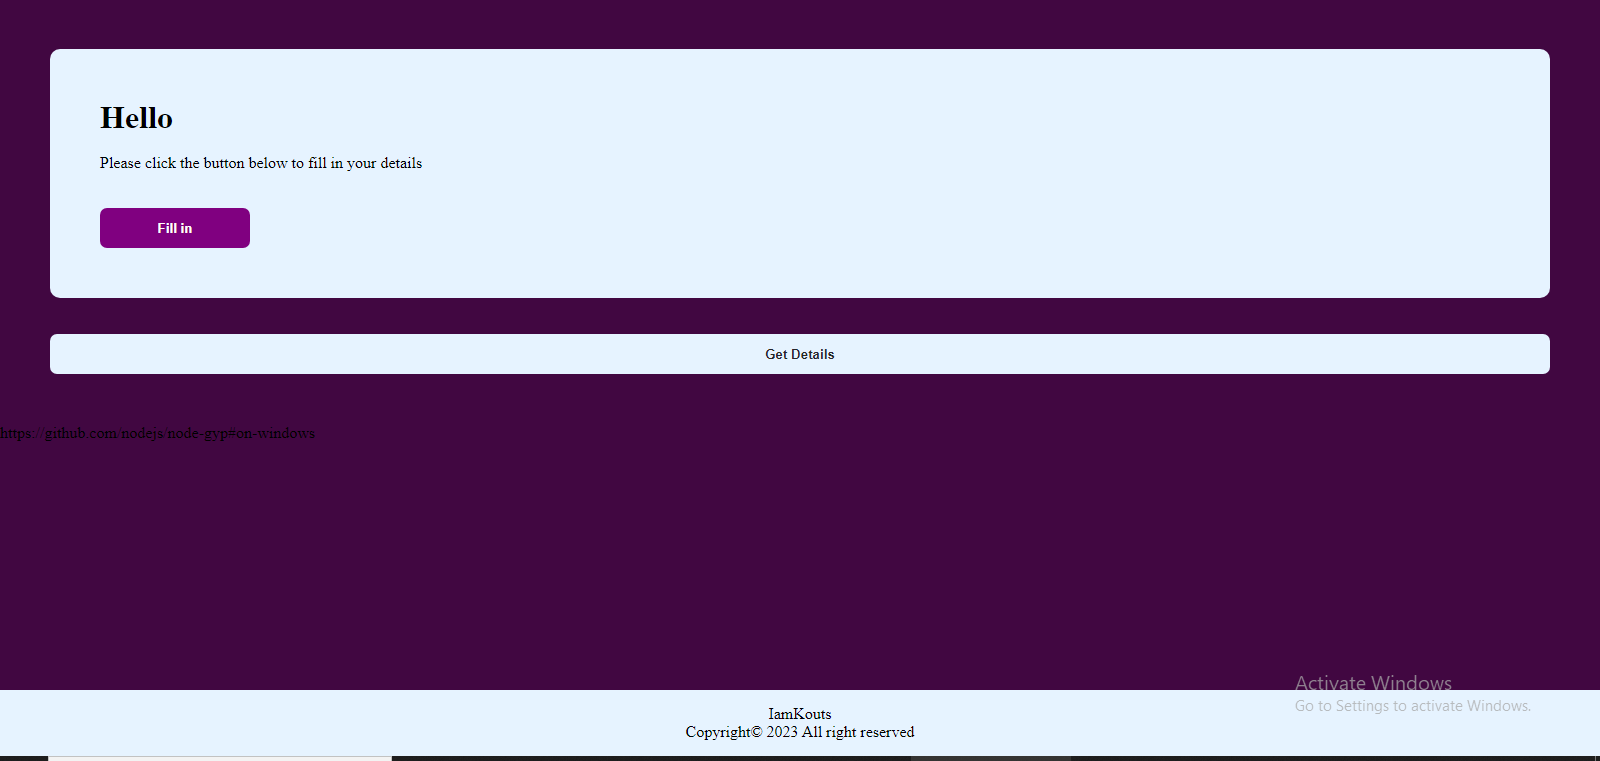 Hello
Please click the button below to fill in your details
Fill in
Get Details
https://github.com/nodejs/node-gyp#on-windows
Activate Windows
Go to Settings to activate Windows.
IamKouts
Copyright© 2023 All right reserved